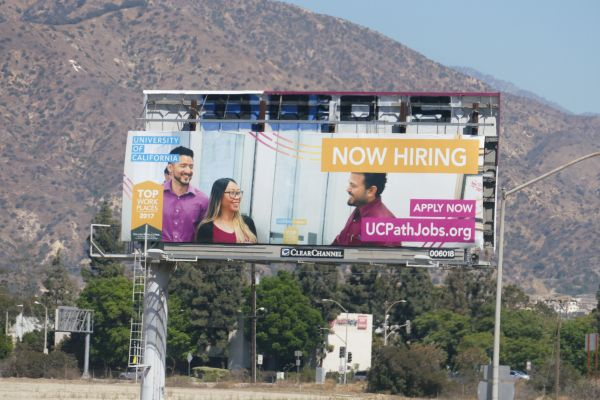 UNIVERSITY
OF
CALIFORNIA
TOP
WORK
PLACES
2017
NOW HIRING
APPLY NOW
UCPathJobs.org
CLEARCHANNEL
006018